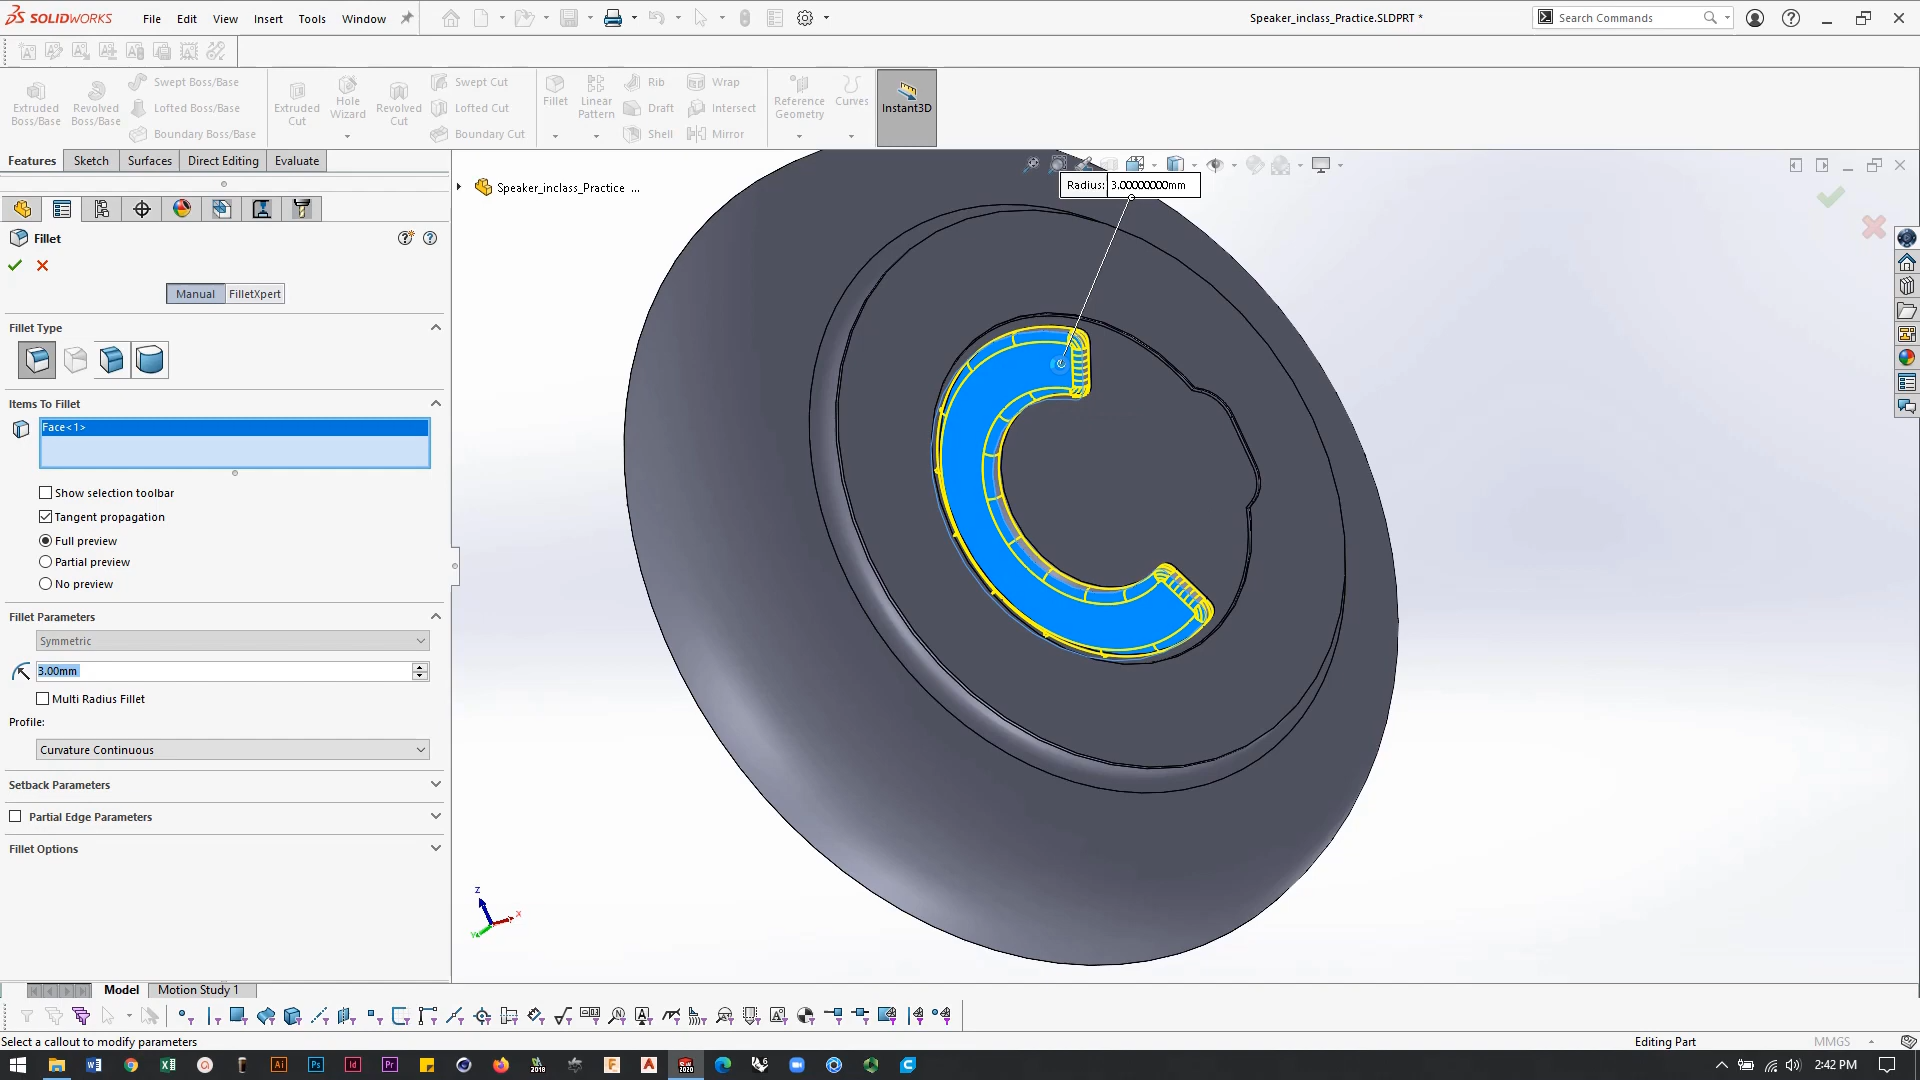 SOLIDWORKS File Edit View Insert Tools Window Speaker_inclass_Practice.SLDPRT * Search Commands
Extruded Boss/Base
Revolved Boss/Base
Swept Boss/Base
Lofted Boss/Base
Boundary Boss/Base
Extruded Cut
Hole Wizard
Revolved Cut
Swept Cut
Lofted Cut
Boundary Cut
Fillet
Linear Pattern
Rib
Draft
Shell
Wrap
Intersect
Mirror
Reference Geometry
Curves
Instant3D
Features Sketch Surfaces Direct Editing Evaluate
Speaker_inclass_Practice ...
Radius: 3.00000000mm
Fillet
Manual FilletXpert
Fillet Type
Items To Fillet
Face<1>
Show selection toolbar
Tangent propagation
Full preview
Partial preview
No preview
Fillet Parameters
Symmetric
3.00mm
Multi Radius Fillet
Profile:
Curvature Continuous
Setback Parameters
Partial Edge Parameters
Fillet Options
Z
X
Y
Model Motion Study 1
Select a callout to modify parameters Editing Part MMGS
2:42 PM